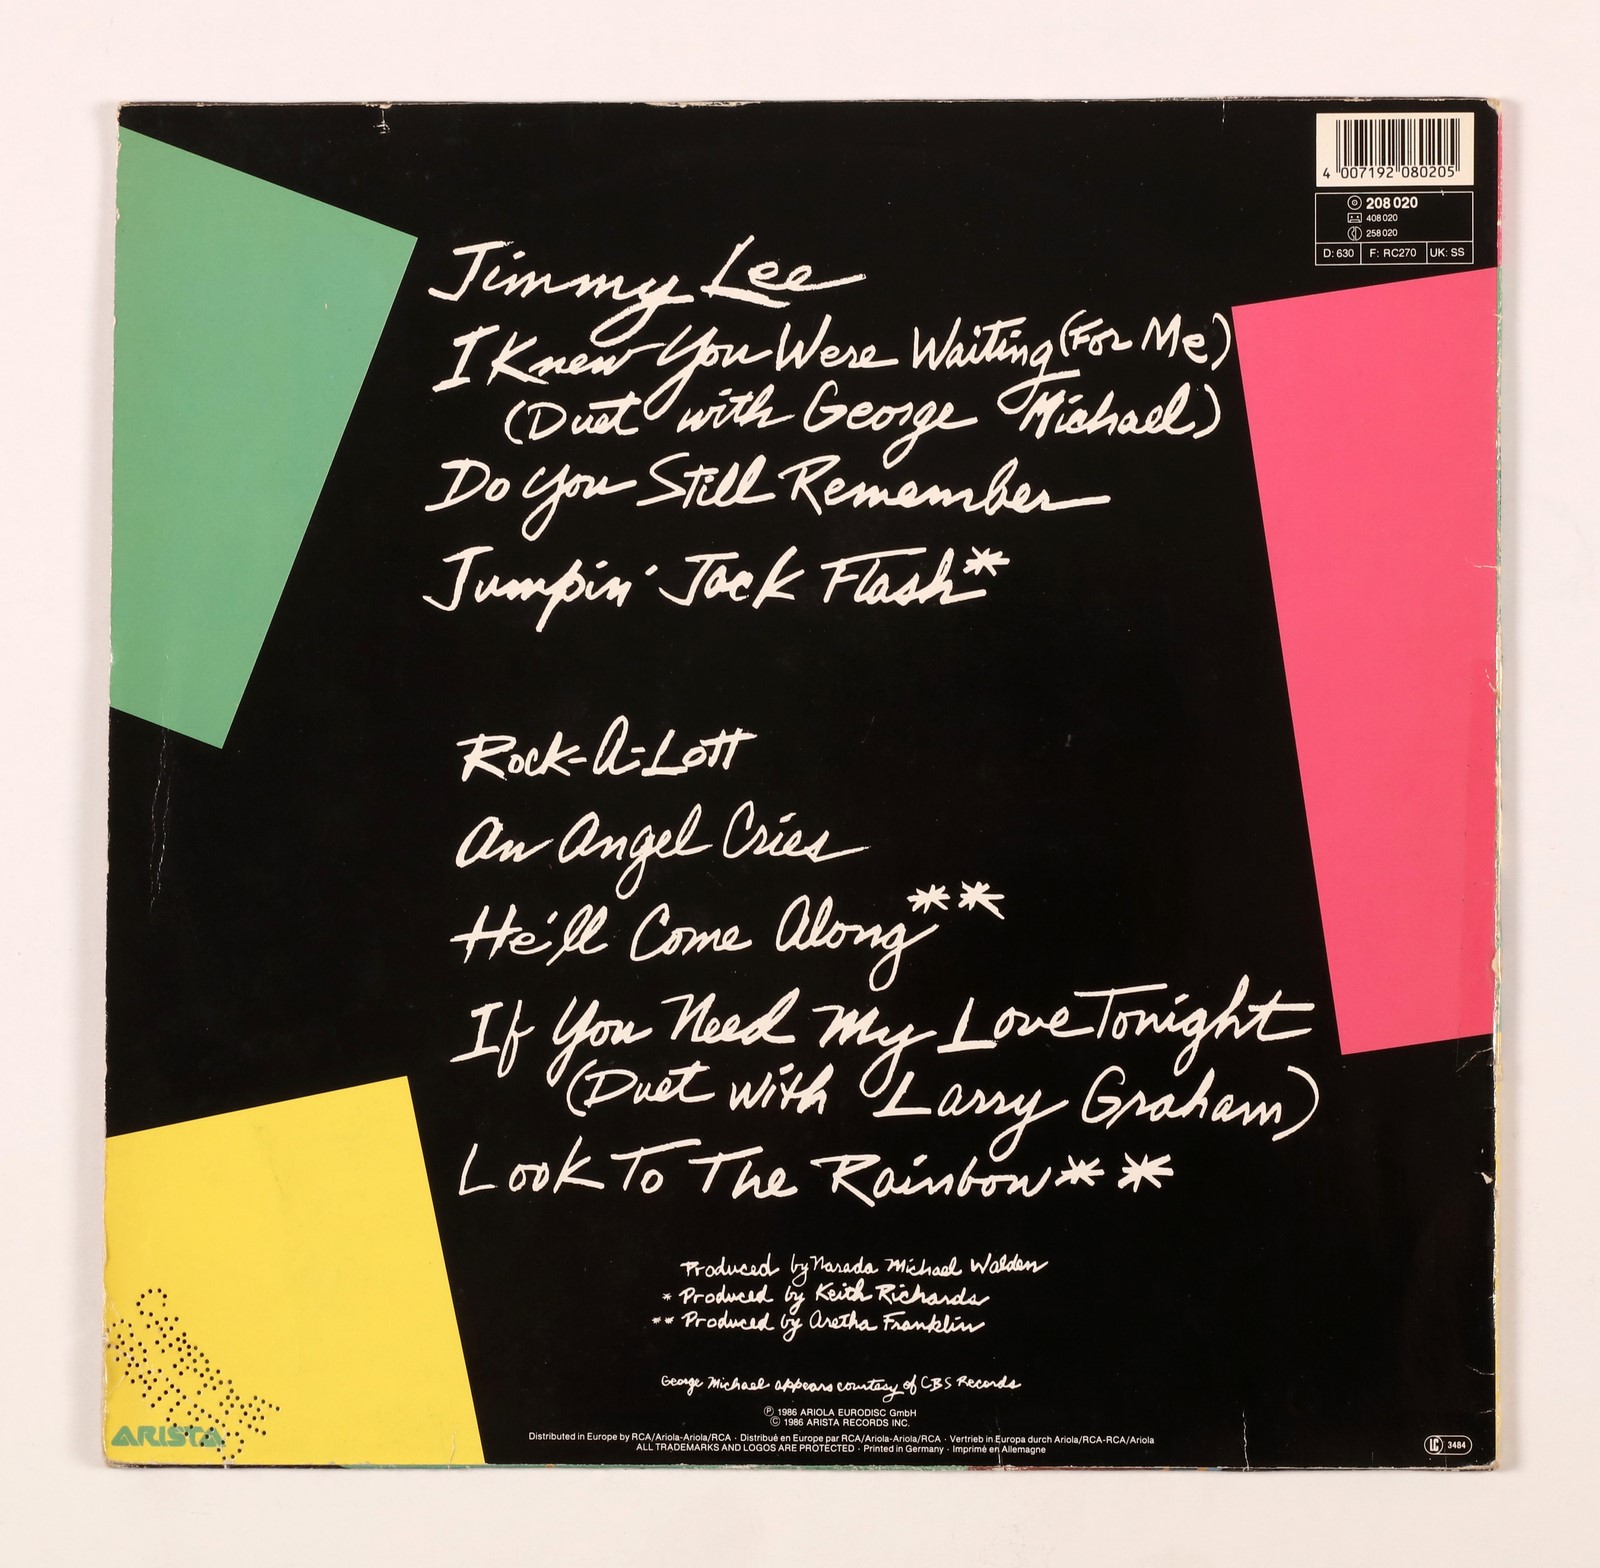 4 007192 080205
208 020
408 020
258 020
D: 630 F: RC270 UK: SS
Jimmy Lee
I Knew You Were Waiting (For Me)
(Duet with George Michael)
Do You Still Remember
Jumpin' Jack Flash*
Rock-A-Lott
An Angel Cries
He'll Come Along**
If You Need My Love Tonight
(Duet with Larry Graham)
Look To The Rainbow**
Produced by Narada Michael Walden
* Produced by Keith Richards
** Produced by Aretha Franklin
George Michael appears courtesy of CBS Records
℗ 1986 ARIOLA EURODISC GmbH
© 1986 ARISTA RECORDS INC.
Distributed in Europe by RCA/Ariola-Ariola/RCA · Distribué en Europe par RCA/Ariola-Ariola/RCA · Vertrieb in Europa durch Ariola/RCA-RCA/Ariola
ALL TRADEMARKS AND LOGOS ARE PROTECTED · Printed in Germany · Imprimé en Allemagne
ARISTA
LC 3484